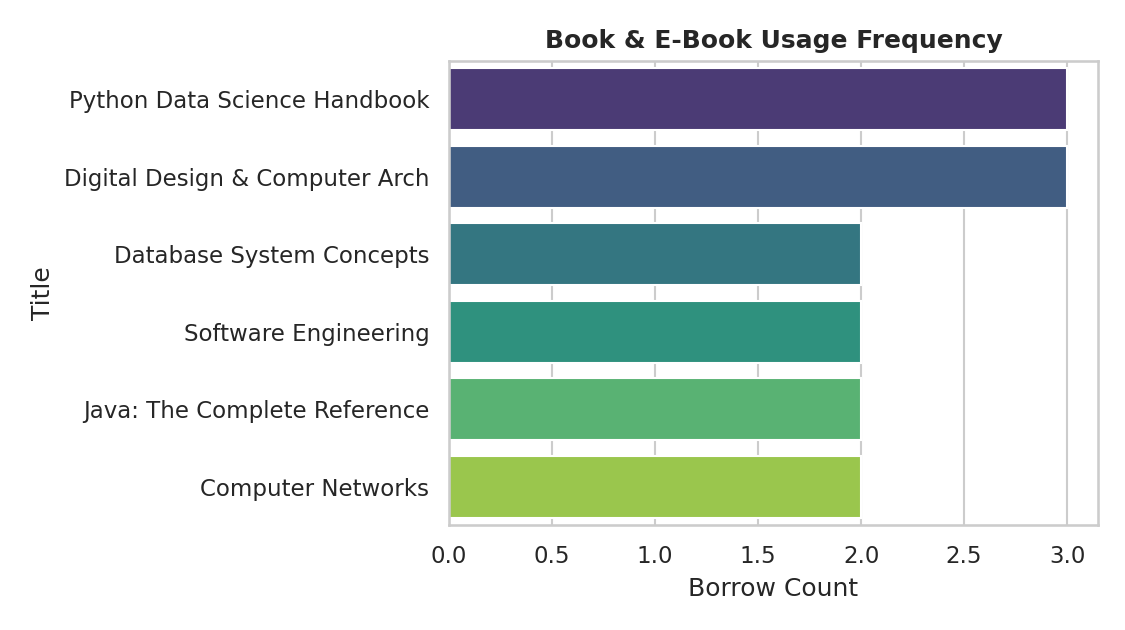 Book & E-Book Usage Frequency
Python Data Science Handbook
Digital Design & Computer Arch
Database System Concepts
Software Engineering
Java: The Complete Reference
Computer Networks
Title
0.0 0.5 1.0 1.5 2.0 2.5 3.0
Borrow Count